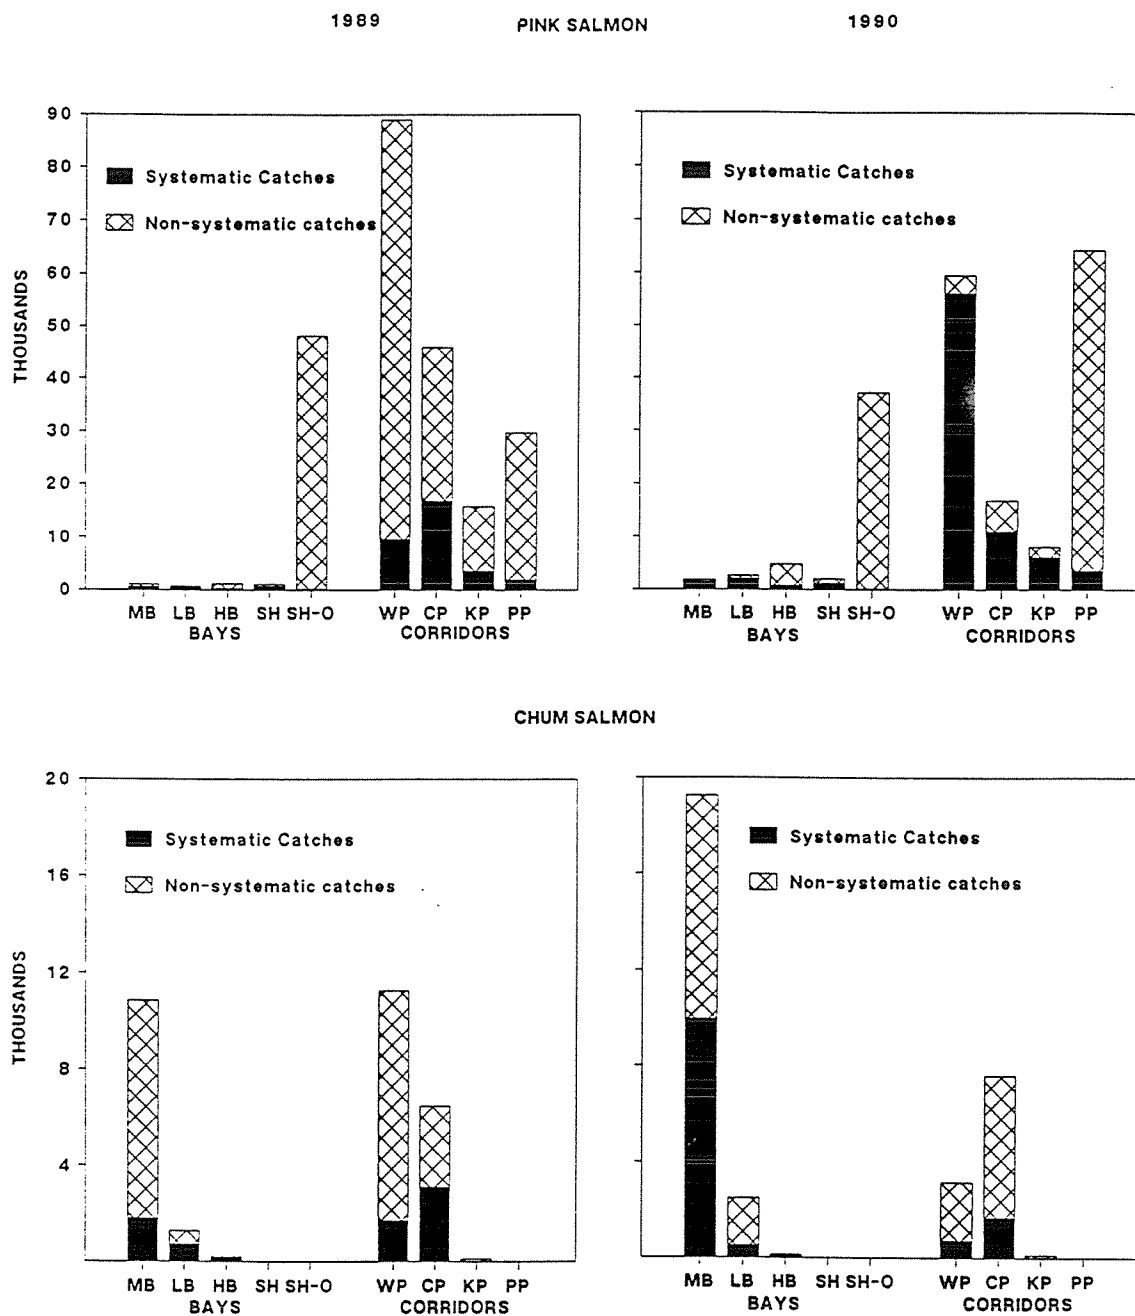 1989 PINK SALMON 1990
90
80
70
60
50
40
30
20
10
0
THOUSANDS
Systematic Catches
Non-systematic catches
MB LB HB SH SH-O WP CP KP PP
BAYS CORRIDORS
Systematic Catches
Non-systematic catches
MB LB HB SH SH-O WP CP KP PP
BAYS CORRIDORS
CHUM SALMON
20
16
12
8
4
THOUSANDS
Systematic Catches
Non-systematic catches
MB LB HB SH SH-O WP CP KP PP
BAYS CORRIDORS
Systematic Catches
Non-systematic catches
MB LB HB SH SH-O WP CP KP PP
BAYS CORRIDORS